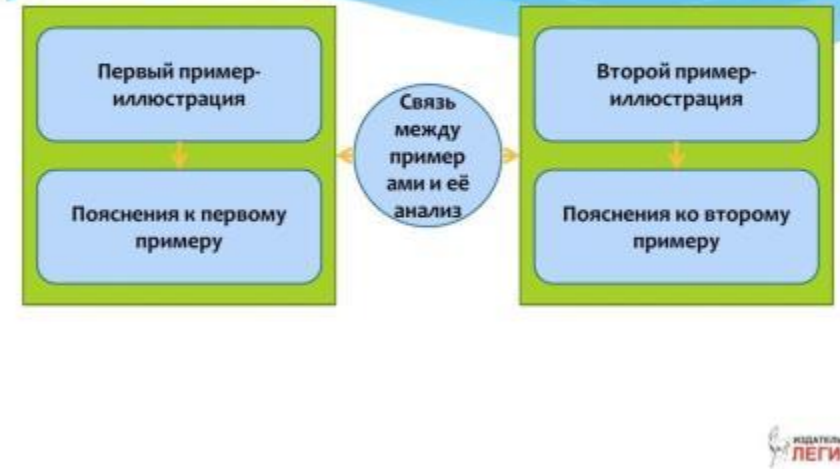 Первый пример-
иллюстрация
Пояснения к первому
примеру
Связь
между
пример
ами и её
анализ
Второй пример-
иллюстрация
Пояснения ко второму
примеру